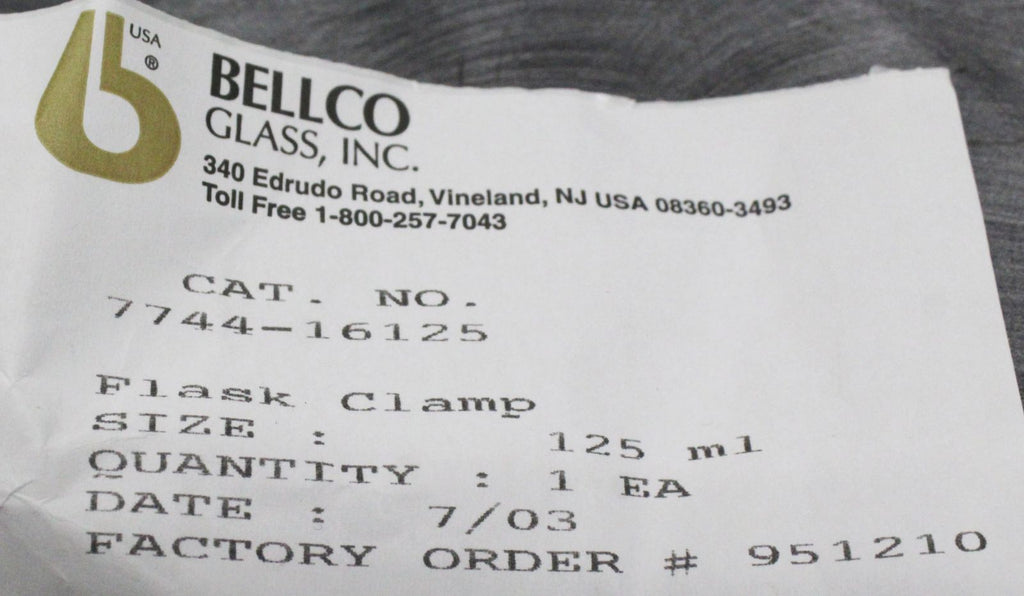 USA
®
BELLCO
GLASS, INC.
340 Edrudo Road, Vineland, NJ USA 08360-3493
Toll Free 1-800-257-7043
CAT. NO.
7744-16125
Flask Clamp
SIZE : 125 ml
QUANTITY : 1 EA
DATE : 7/03
FACTORY ORDER # 951210